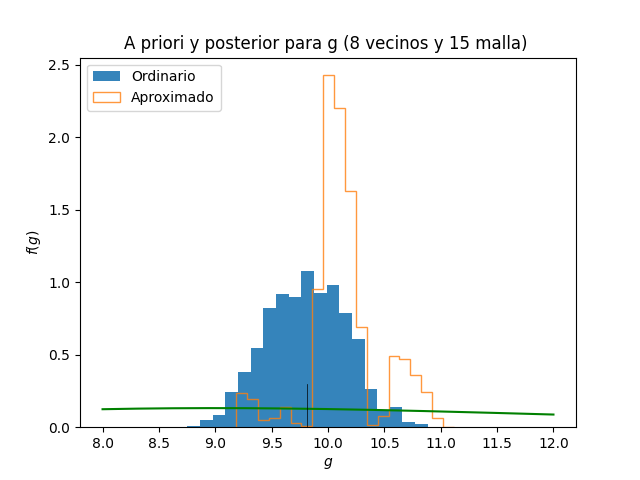 A priori y posterior para g (8 vecinos y 15 malla)
Ordinario
Aproximado
2.5
2.0
1.5
1.0
0.5
0.0
f(g)
8.0 8.5 9.0 9.5 10.0 10.5 11.0 11.5 12.0
g